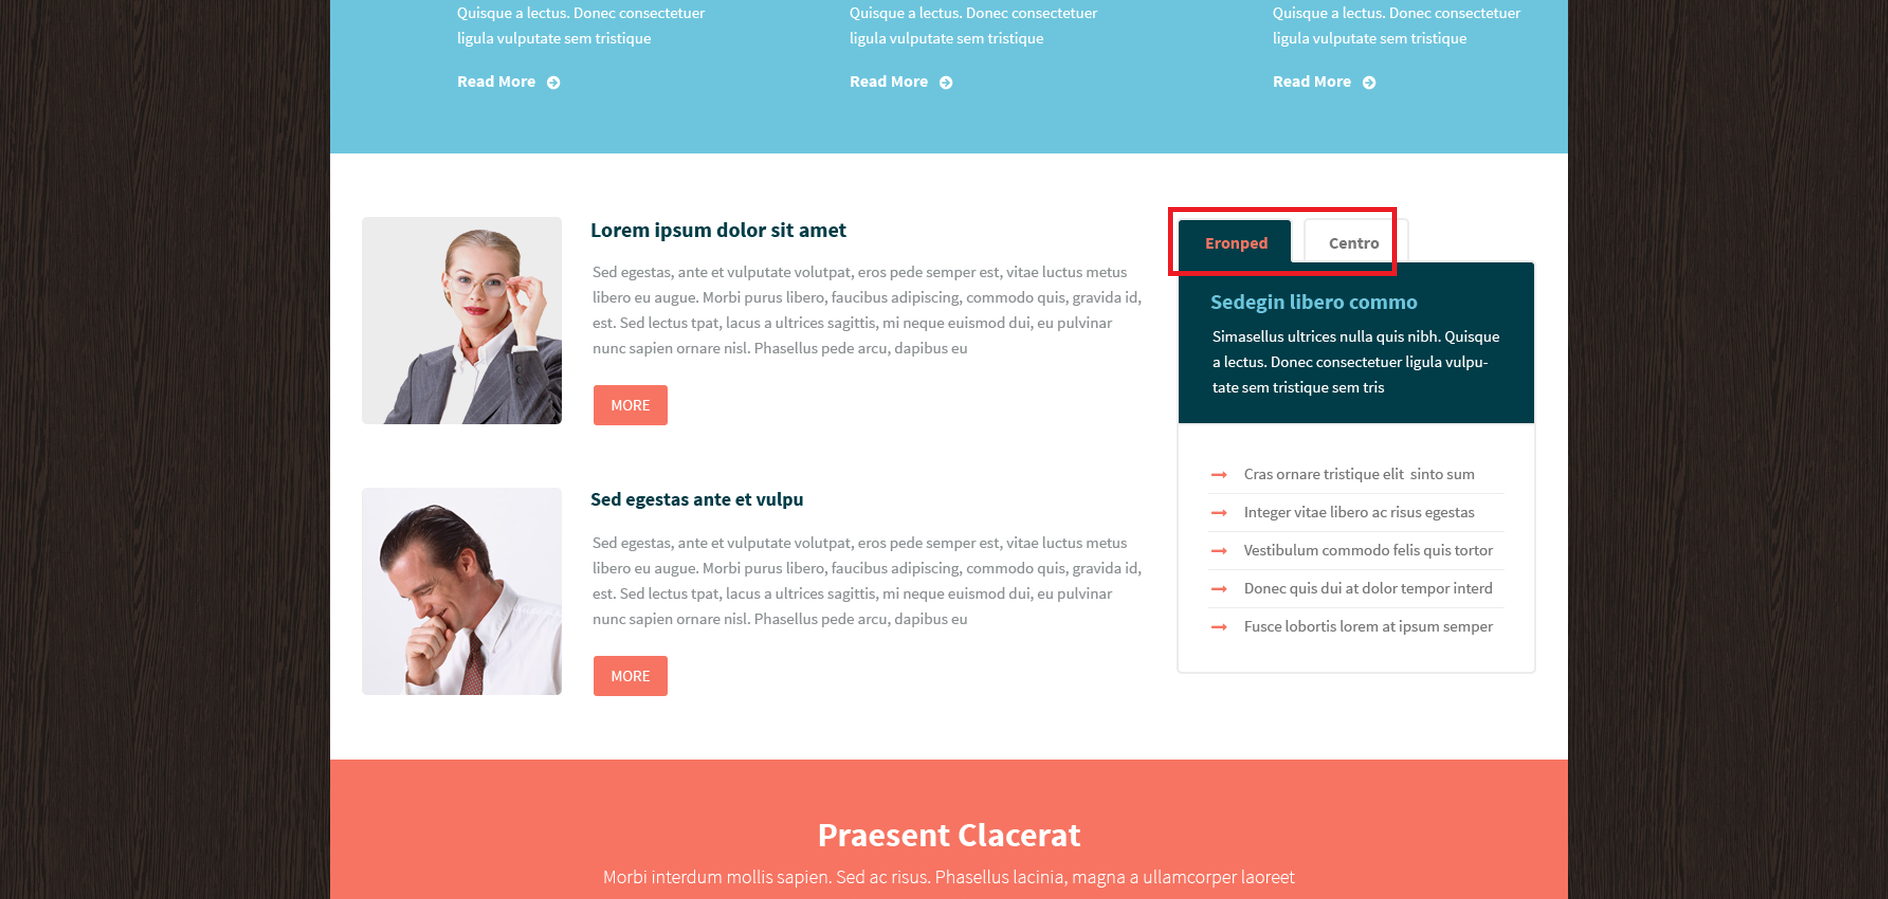 Quisque a lectus. Donec consectetuer
ligula vulputate sem tristique
Read More
Quisque a lectus. Donec consectetuer
ligula vulputate sem tristique
Read More
Quisque a lectus. Donec consectetuer
ligula vulputate sem tristique
Read More
Lorem ipsum dolor sit amet
Sed egestas, ante et vulputate volutpat, eros pede semper est, vitae luctus metus
libero eu augue. Morbi purus libero, faucibus adipiscing, commodo quis, gravida id,
est. Sed lectus tpat, lacus a ultrices sagittis, mi neque euismod dui, eu pulvinar
nunc sapien ornare nisl. Phasellus pede arcu, dapibus eu
MORE
Sed egestas ante et vulpu
Sed egestas, ante et vulputate volutpat, eros pede semper est, vitae luctus metus
libero eu augue. Morbi purus libero, faucibus adipiscing, commodo quis, gravida id,
est. Sed lectus tpat, lacus a ultrices sagittis, mi neque euismod dui, eu pulvinar
nunc sapien ornare nisl. Phasellus pede arcu, dapibus eu
MORE
Eronped
Centro
Sedegin libero commo
Simasellus ultrices nulla quis nibh. Quisque
a lectus. Donec consectetuer ligula vulpu-
tate sem tristique sem tris
Cras ornare tristique elit sinto sum
Integer vitae libero ac risus egestas
Vestibulum commodo felis quis tortor
Donec quis dui at dolor tempor interd
Fusce lobortis lorem at ipsum semper
Praesent Clacerat
Morbi interdum mollis sapien. Sed ac risus. Phasellus lacinia, magna a ullamcorper laoreet